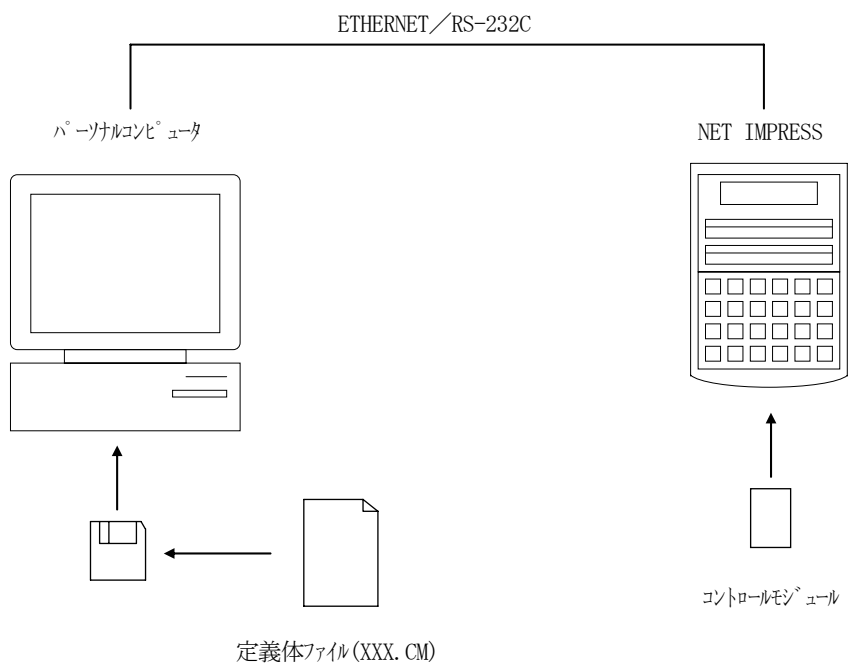 ETHERNET/RS-232C
パーソナルコンピュータ
NET IMPRESS
コントロールモジュール
定義体ファイル(XXX.CM)